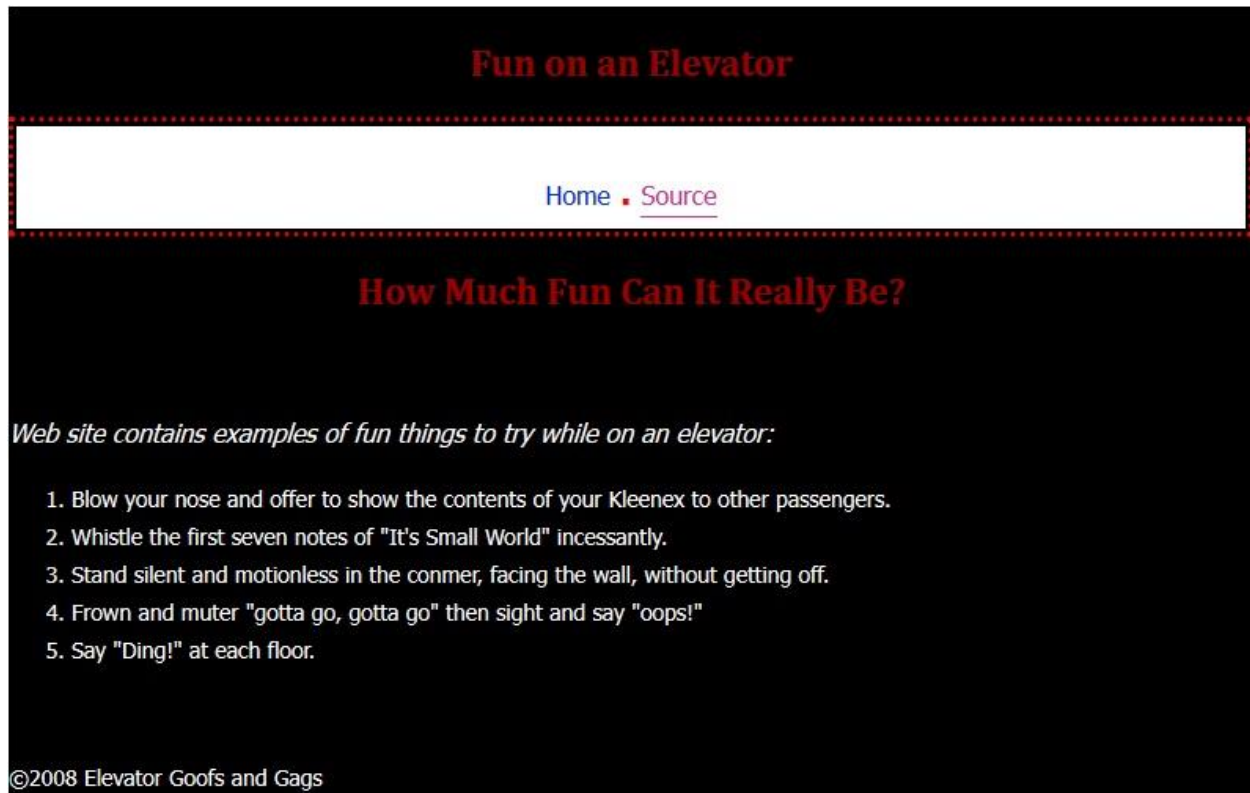 Fun on an Elevator
Home . Source
How Much Fun Can It Really Be?
Web site contains examples of fun things to try while on an elevator:
1. Blow your nose and offer to show the contents of your Kleenex to other passengers.
2. Whistle the first seven notes of "It's Small World" incessantly.
3. Stand silent and motionless in the conmer, facing the wall, without getting off.
4. Frown and muter "gotta go, gotta go" then sight and say "oops!"
5. Say "Ding!" at each floor.
©2008 Elevator Goofs and Gags